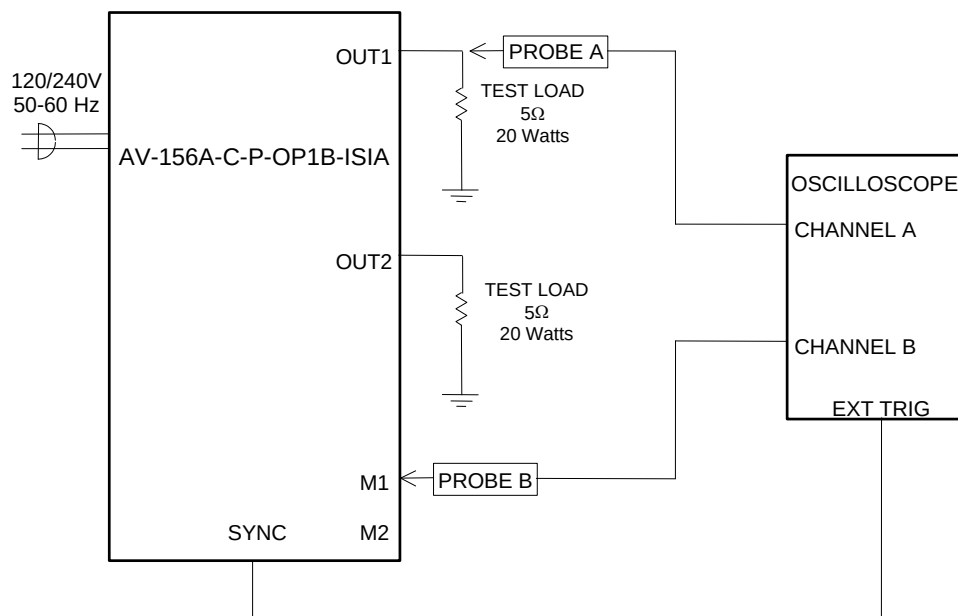 OUT1
PROBE A
120/240V
50-60 Hz
TEST LOAD
5Ω
20 Watts
AV-156A-C-P-OP1B-ISIA
OSCILLOSCOPE
CHANNEL A
OUT2
TEST LOAD
5Ω
20 Watts
CHANNEL B
EXT TRIG
M1
PROBE B
SYNC
M2